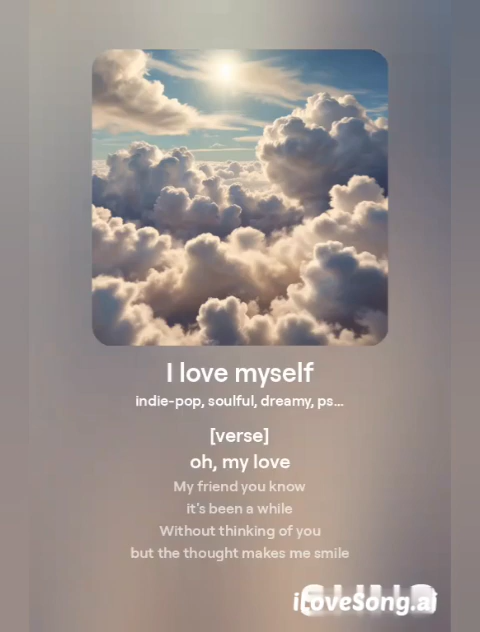 I love myself
indie-pop, soulful, dreamy, ps...
[verse]
oh, my love
My friend you know
it's been a while
Without thinking of you
but the thought makes me smile
iLoveSong.ai